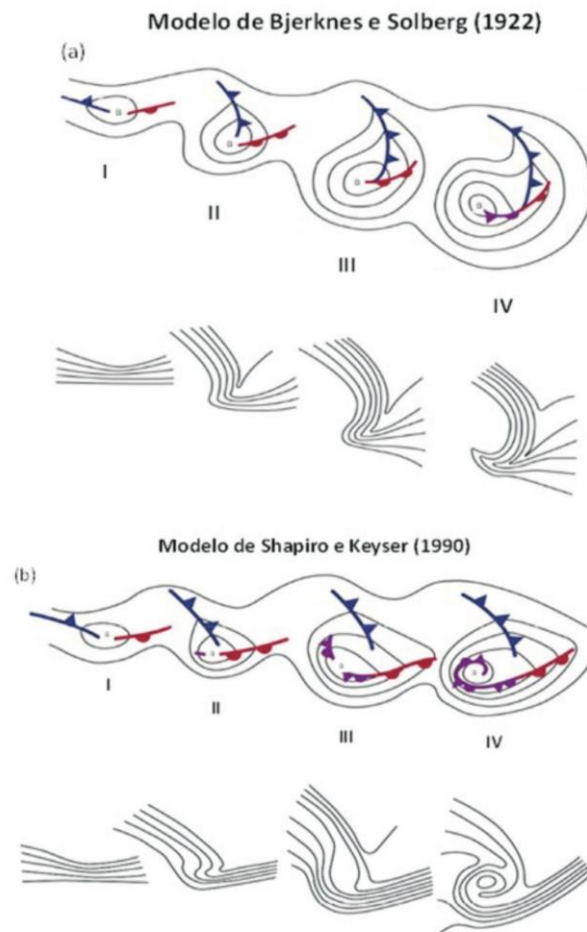 Modelo de Bjerknes e Solberg (1922)
(a)
B
B
B
B
I
II
III
IV
Modelo de Shapiro e Keyser (1990)
(b)
I
II
III
IV